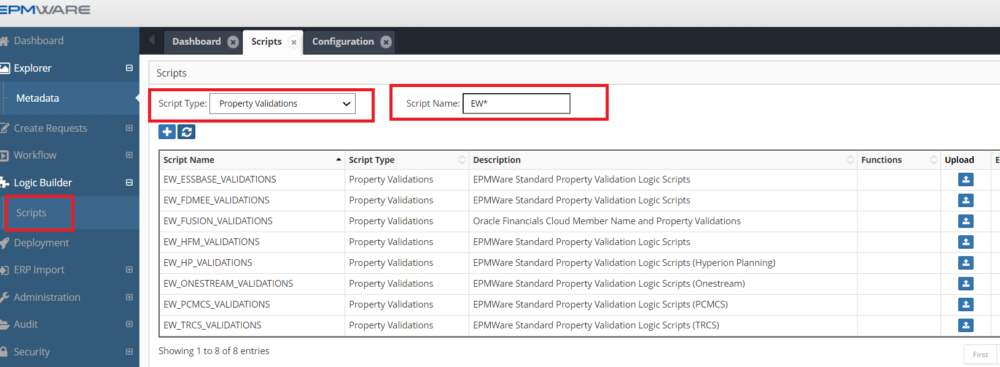 EPMWARE
Dashboard
Explorer
Metadata
Create Requests
Workflow
Logic Builder
Scripts
Deployment
ERP Import
Administration
Audit
Security
Dashboard Scripts Configuration
Scripts
Script Type: Property Validations Script Name: EW*
Script Name Script Type Description Functions Upload E
EW_ESSBASE_VALIDATIONS Property Validations EPMWare Standard Property Validation Logic Scripts
EW_FDMEE_VALIDATIONS Property Validations EPMWare Standard Property Validation Logic Scripts
EW_FUSION_VALIDATIONS Property Validations Oracle Financials Cloud Member Name and Property Validations
EW_HFM_VALIDATIONS Property Validations EPMWare Standard Property Validation Logic Scripts
EW_HP_VALIDATIONS Property Validations EPMWare Standard Property Validation Logic Scripts (Hyperion Planning)
EW_ONESTREAM_VALIDATIONS Property Validations EPMWare Standard Property Validation Logic Scripts (Onestream)
EW_PCMCS_VALIDATIONS Property Validations EPMWare Standard Property Validation Logic Scripts (PCMCS)
EW_TRCS_VALIDATIONS Property Validations EPMWare Standard Property Validation Logic Scripts (TRCS)
Showing 1 to 8 of 8 entries
First